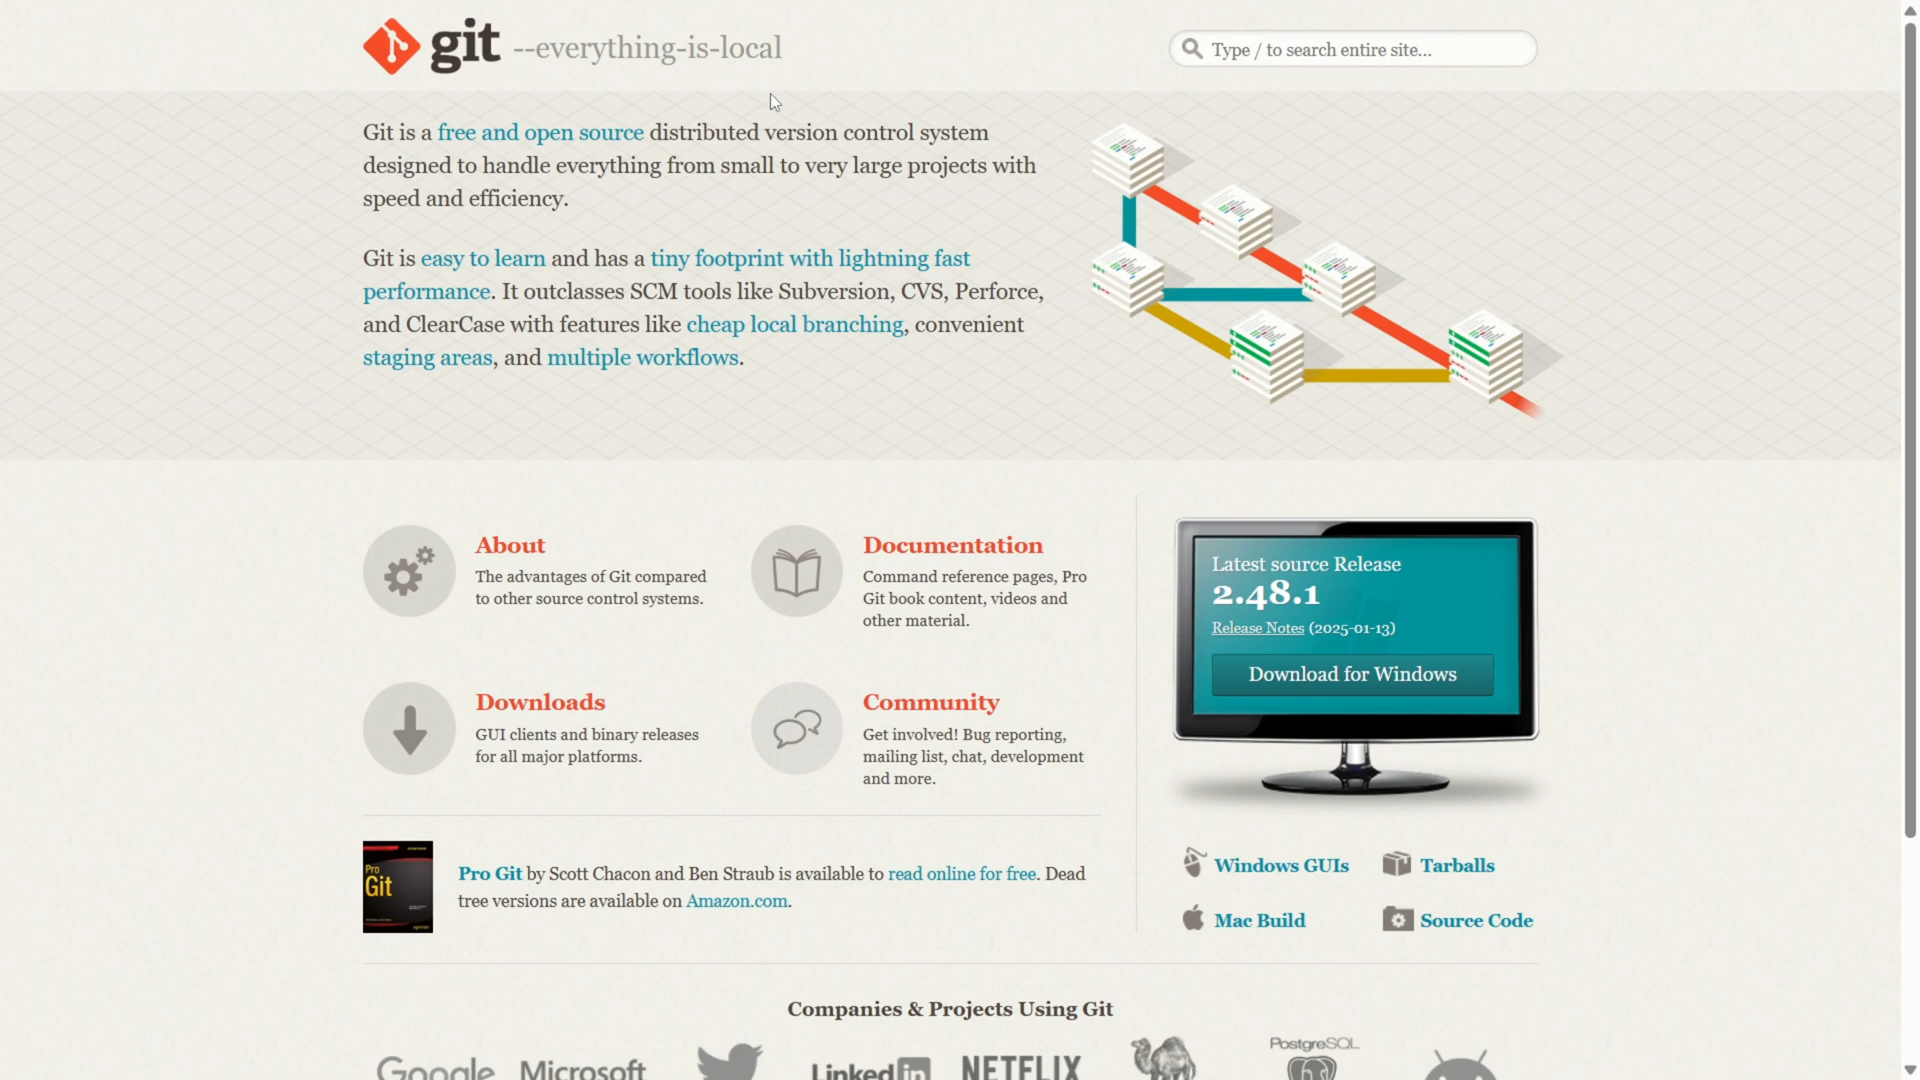 git --everything-is-local
Type / to search entire site...
Git is a free and open source distributed version control system
designed to handle everything from small to very large projects with
speed and efficiency.
Git is easy to learn and has a tiny footprint with lightning fast
performance. It outclasses SCM tools like Subversion, CVS, Perforce,
and ClearCase with features like cheap local branching, convenient
staging areas, and multiple workflows.
About
The advantages of Git compared
to other source control systems.
Documentation
Command reference pages, Pro
Git book content, videos and
other material.
Downloads
GUI clients and binary releases
for all major platforms.
Community
Get involved! Bug reporting,
mailing list, chat, development
and more.
Latest source Release
2.48.1
Release Notes (2025-01-13)
Download for Windows
Pro
Git
Pro Git by Scott Chacon and Ben Straub is available to read online for free. Dead
tree versions are available on Amazon.com.
Windows GUIs
Tarballs
Mac Build
Source Code
Companies & Projects Using Git
Google
Microsoft
Linked in
NETFLIX
PostgreSQL